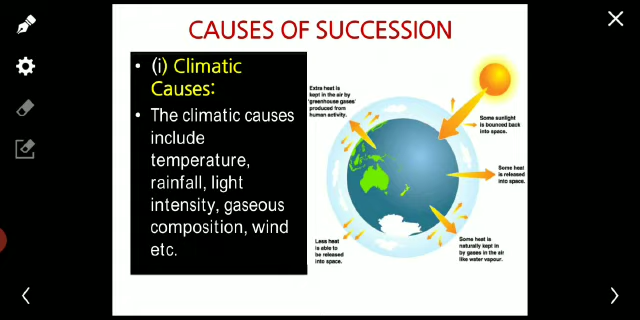 CAUSES OF SUCCESSION
• (i) Climatic
Causes:
• The climatic causes
include
temperature,
rainfall, light
intensity, gaseous
composition, wind
etc.
Extra heat is
kept in the air by
'greenhouse gases'
produced from
human activity.
Some sunlight
is bounced back
into space.
Some heat
is released
into space.
Less heat
is able to
be released
into space.
Some heat is
naturally kept in
by gases in the air
like water vapour.